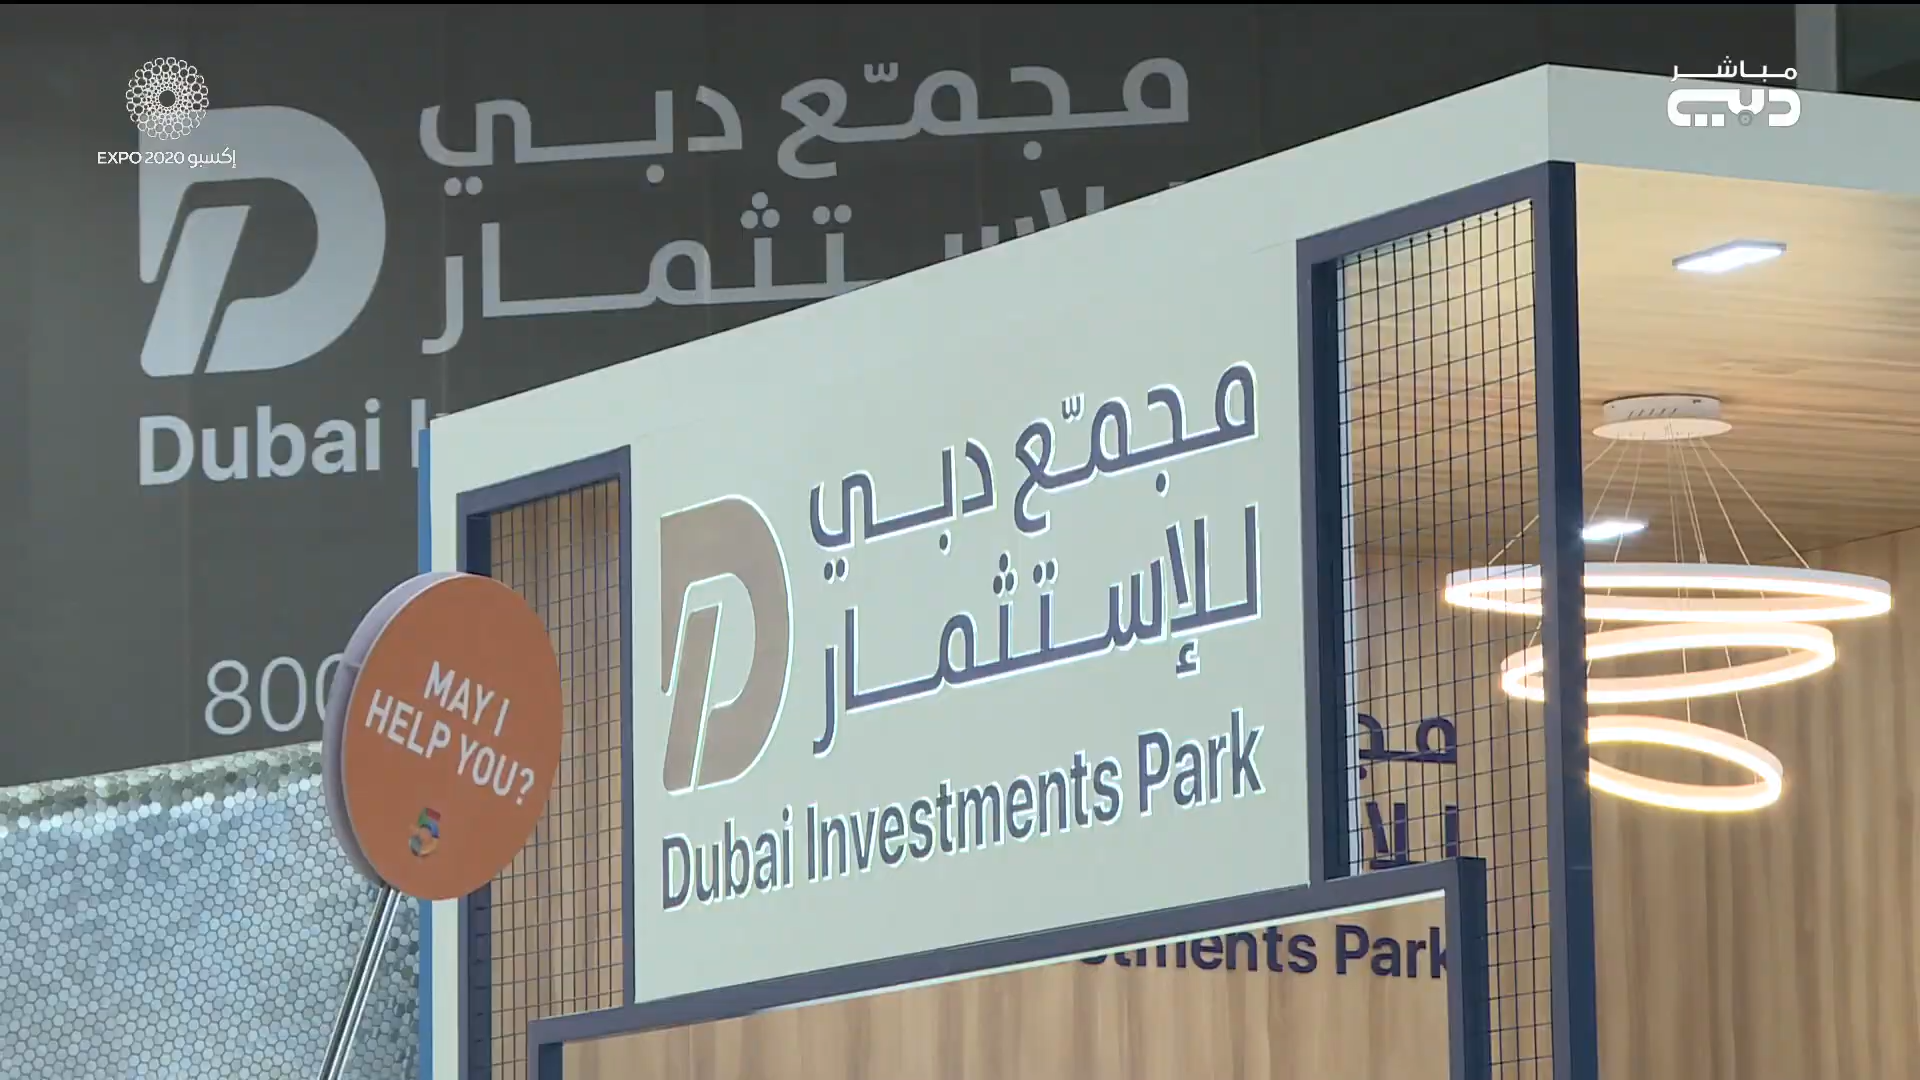 EXPO 2020 إكسبو
مباشر
دبي
مجمّع دبي
للإستثمار
Dubai
800
MAY I
HELP YOU?
5
مجمّع دبي
للإستثمار
Dubai Investments Park
Park